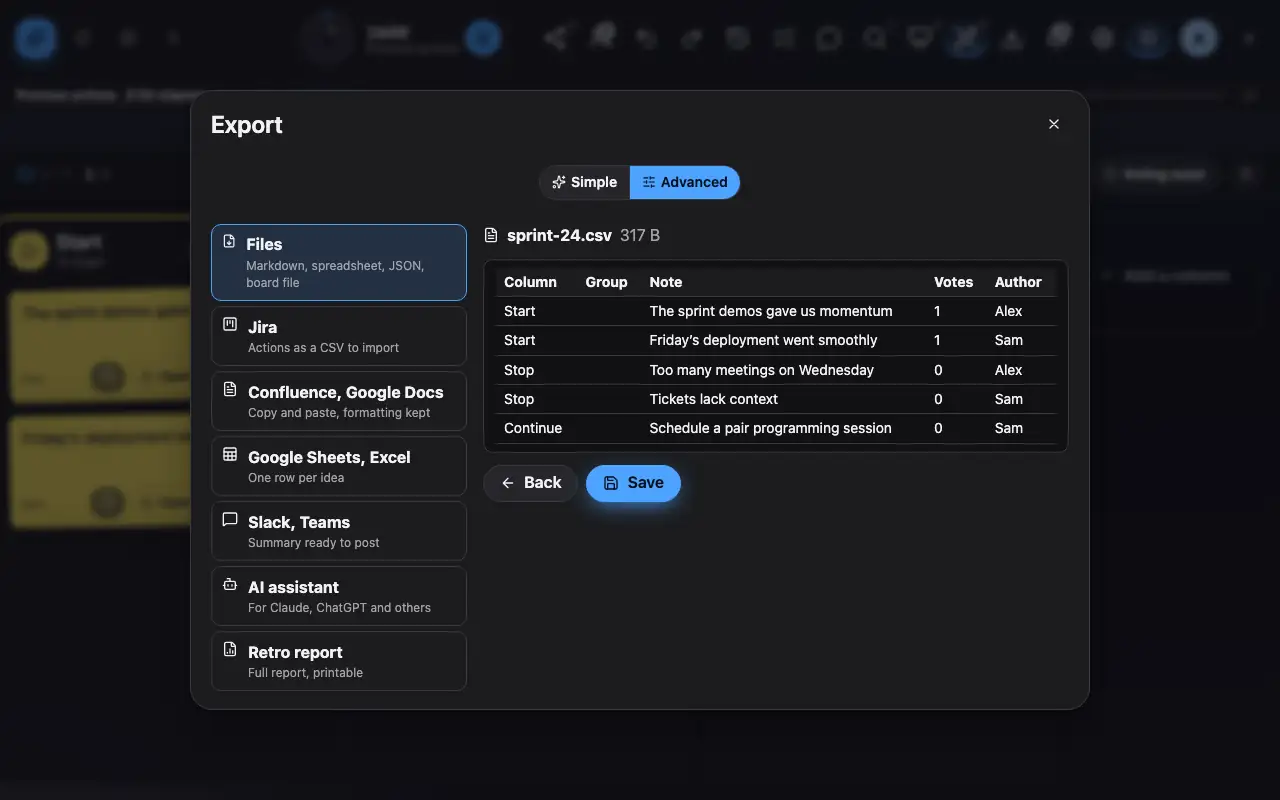 Export
Simple
Advanced
Files
Markdown, spreadsheet, JSON,
board file
Jira
Actions as a CSV to import
Confluence, Google Docs
Copy and paste, formatting kept
Google Sheets, Excel
One row per idea
Slack, Teams
Summary ready to post
AI assistant
For Claude, ChatGPT and others
Retro report
Full report, printable
sprint-24.csv 317 B
Column Group Note Votes Author
Start The sprint demos gave us momentum 1 Alex
Start Friday’s deployment went smoothly 1 Sam
Stop Too many meetings on Wednesday 0 Alex
Stop Tickets lack context 0 Sam
Continue Schedule a pair programming session 0 Sam
Back
Save
Start